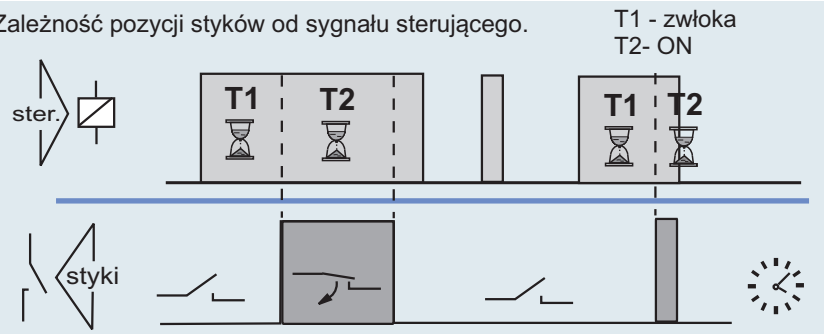 Zależność pozycji styków od sygnału sterującego.
T1 - zwłoka
T2- ON
ster.
T1
T2
T1
T2
styki